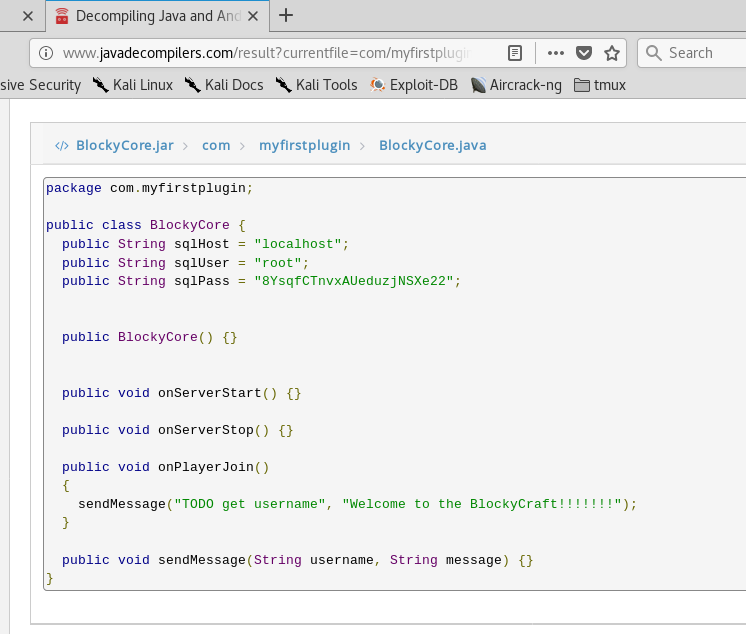 Decompiling Java and And
www.javadecompilers.com/result?currentfile=com/myfirstplugin
Search
sive Security Kali Linux Kali Docs Kali Tools Exploit-DB Aircrack-ng tmux
</> BlockyCore.jar > com > myfirstplugin > BlockyCore.java
package com.myfirstplugin;
public class BlockyCore {
public String sqlHost = "localhost";
public String sqlUser = "root";
public String sqlPass = "8YsqfCTnvxAUeduzjNSXe22";
public BlockyCore() {}
public void onServerStart() {}
public void onServerStop() {}
public void onPlayerJoin()
{
sendMessage("TODO get username", "Welcome to the BlockyCraft!!!!!!!");
}
public void sendMessage(String username, String message) {}
}